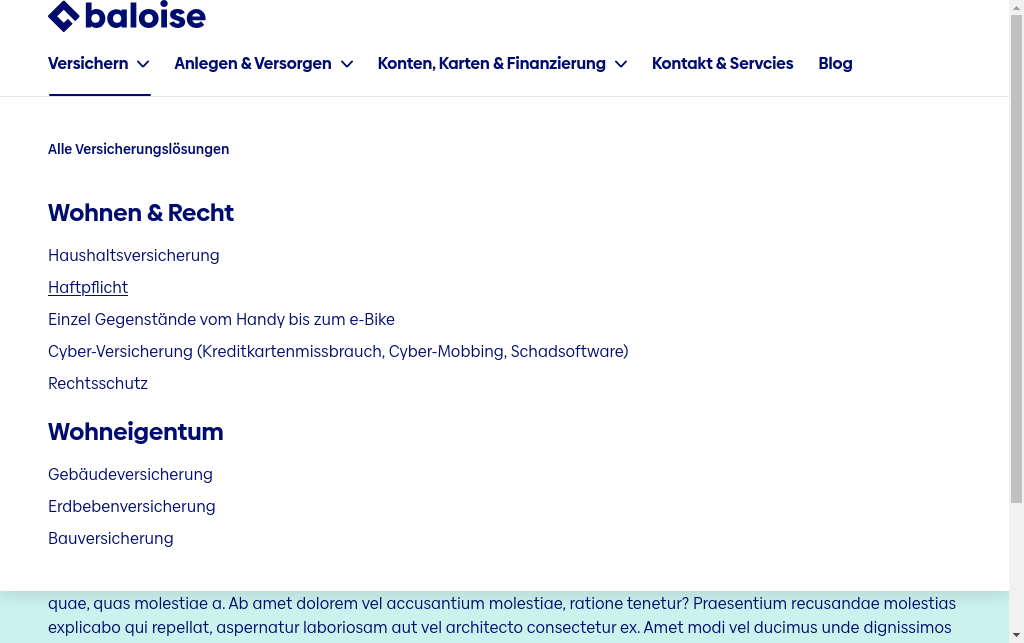 baloise
Versichern Anlegen & Versorgen Konten, Karten & Finanzierung Kontakt & Servcies Blog
Alle Versicherungslösungen
Wohnen & Recht
Haushaltsversicherung
Haftpflicht
Einzel Gegenstände vom Handy bis zum e-Bike
Cyber-Versicherung (Kreditkartenmissbrauch, Cyber-Mobbing, Schadsoftware)
Rechtsschutz
Wohneigentum
Gebäudeversicherung
Erdbebenversicherung
Bauversicherung
quae, quas molestiae a. Ab amet dolorem vel accusantium molestiae, ratione tenetur? Praesentium recusandae molestias
explicabo qui repellat, aspernatur laboriosam aut vel architecto consectetur ex. Amet modi vel ducimus unde dignissimos